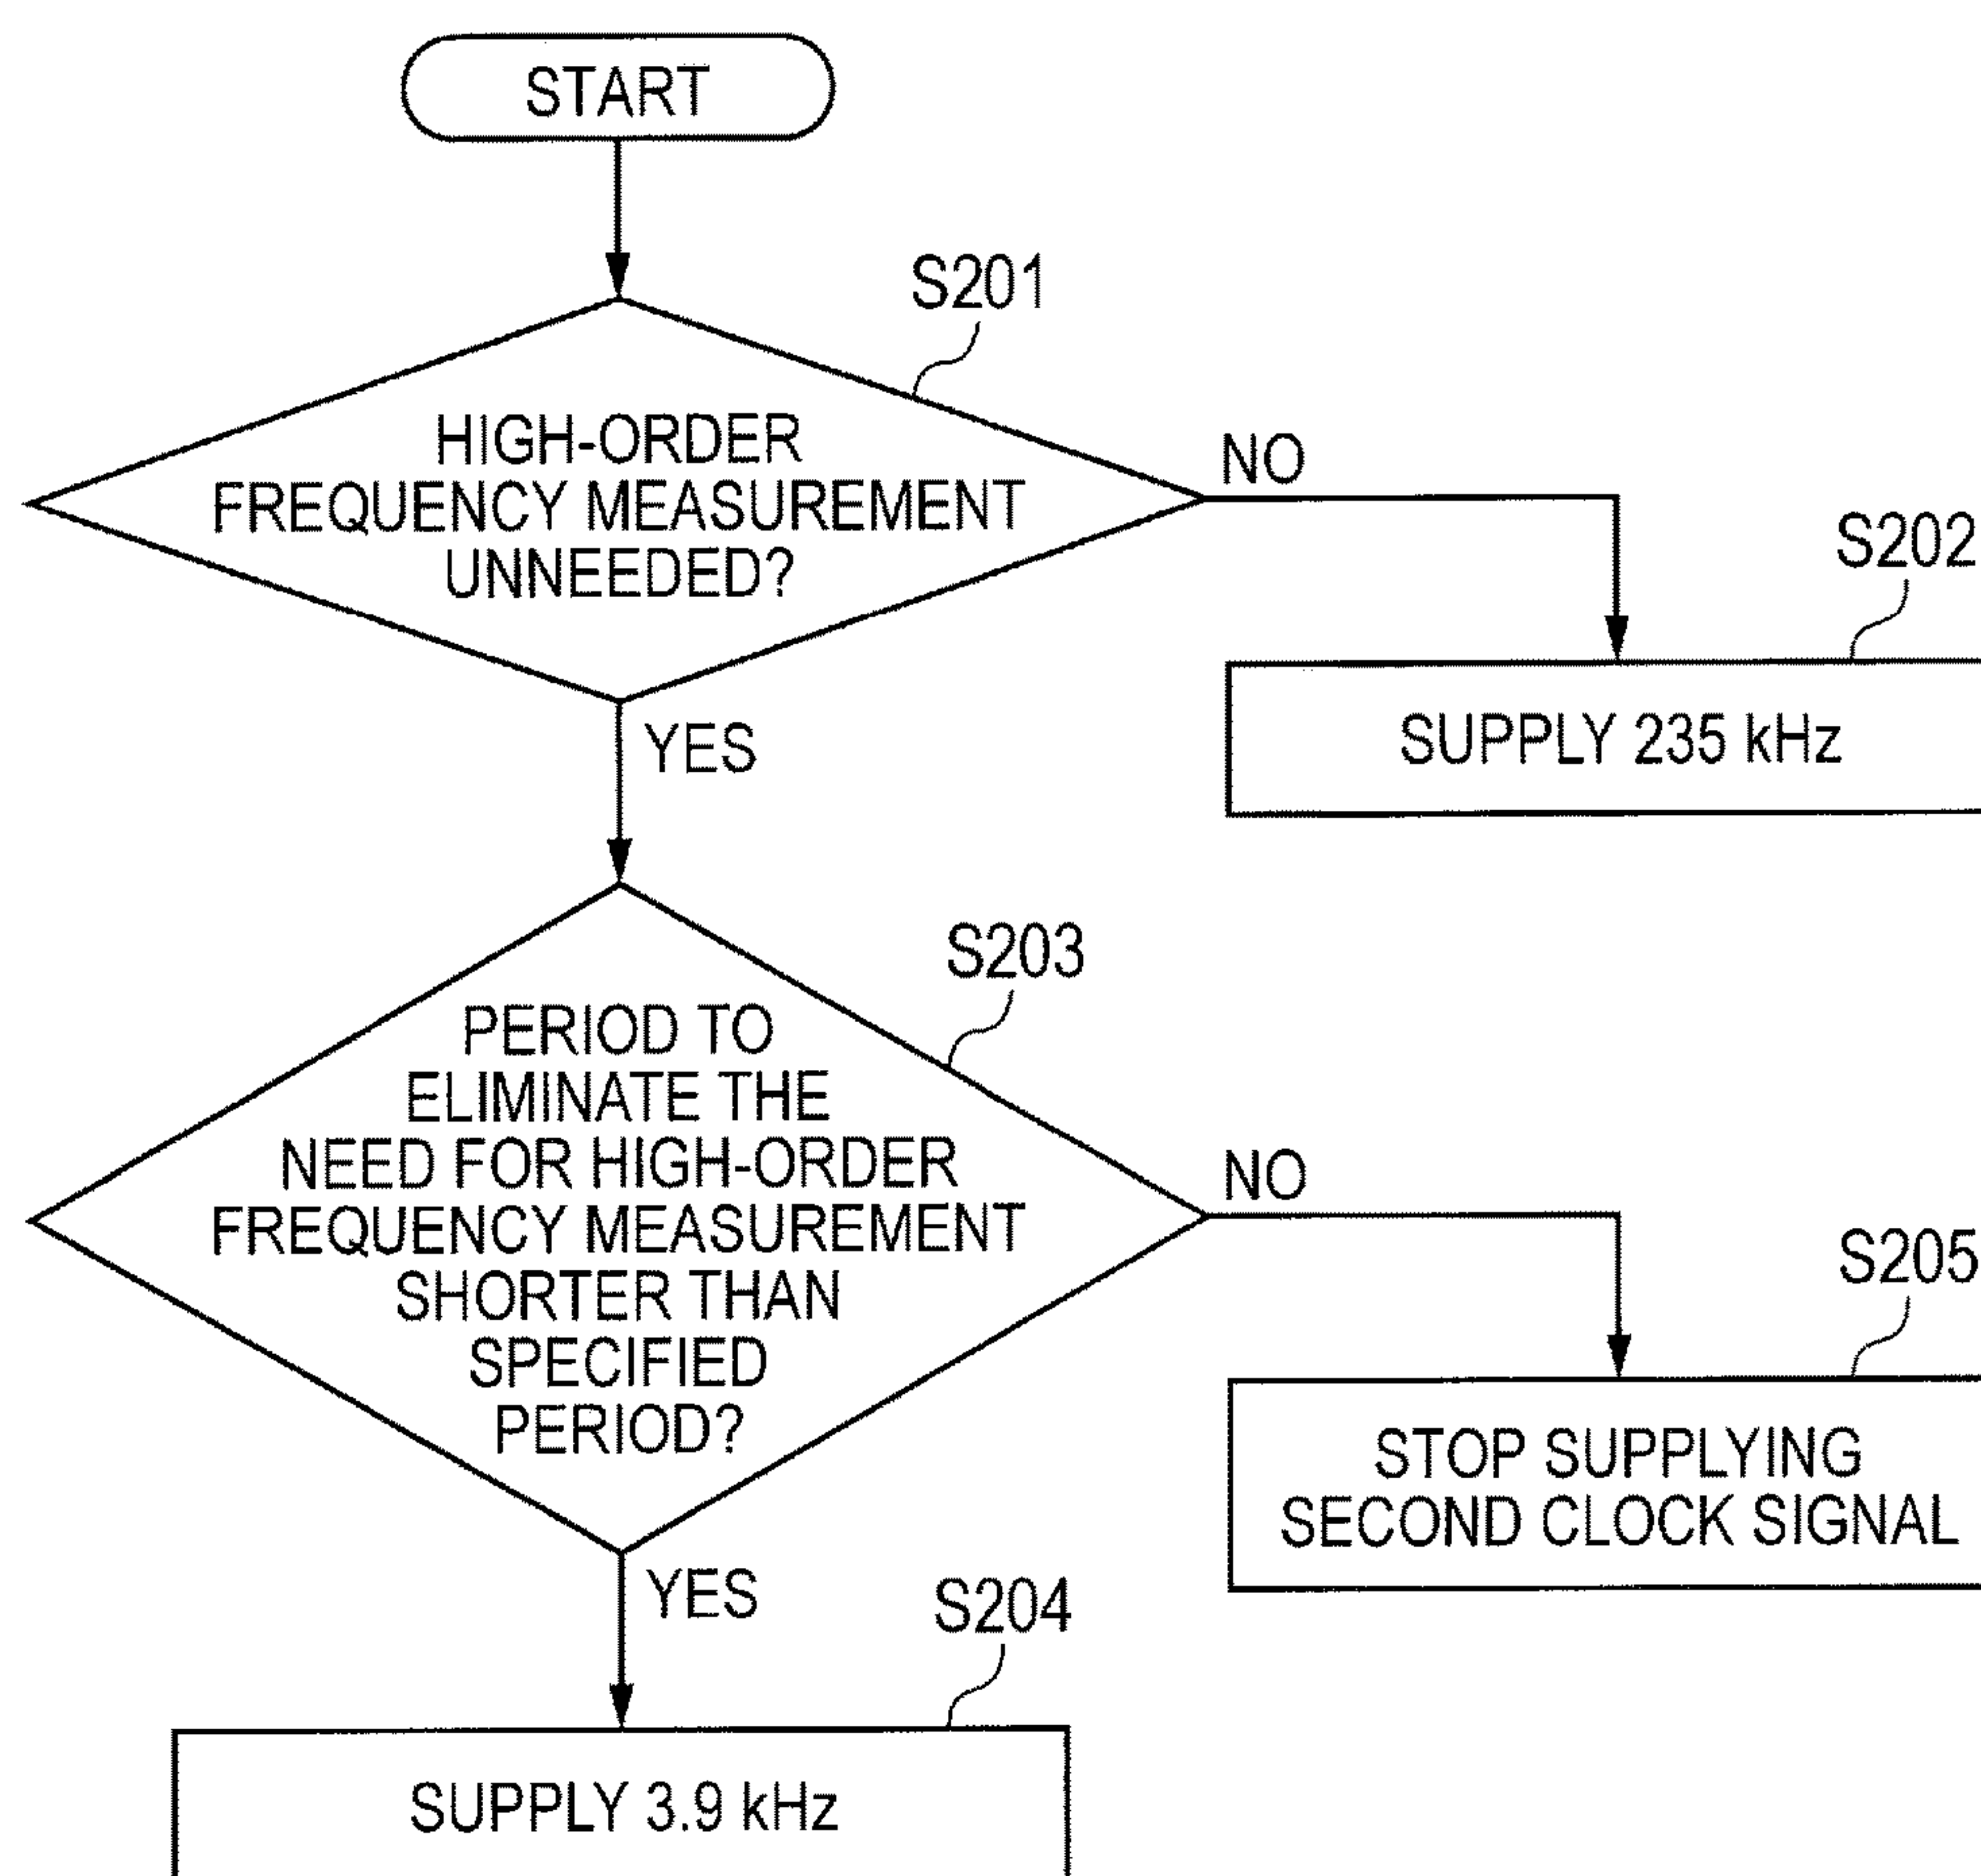 START
S201
HIGH-ORDER
FREQUENCY MEASUREMENT
UNNEEDED?
NO
S202
SUPPLY 235 kHz
YES
S203
PERIOD TO
ELIMINATE THE
NEED FOR HIGH-ORDER
FREQUENCY MEASUREMENT
SHORTER THAN
SPECIFIED
PERIOD?
NO
S205
STOP SUPPLYING
SECOND CLOCK SIGNAL
YES
S204
SUPPLY 3.9 kHz